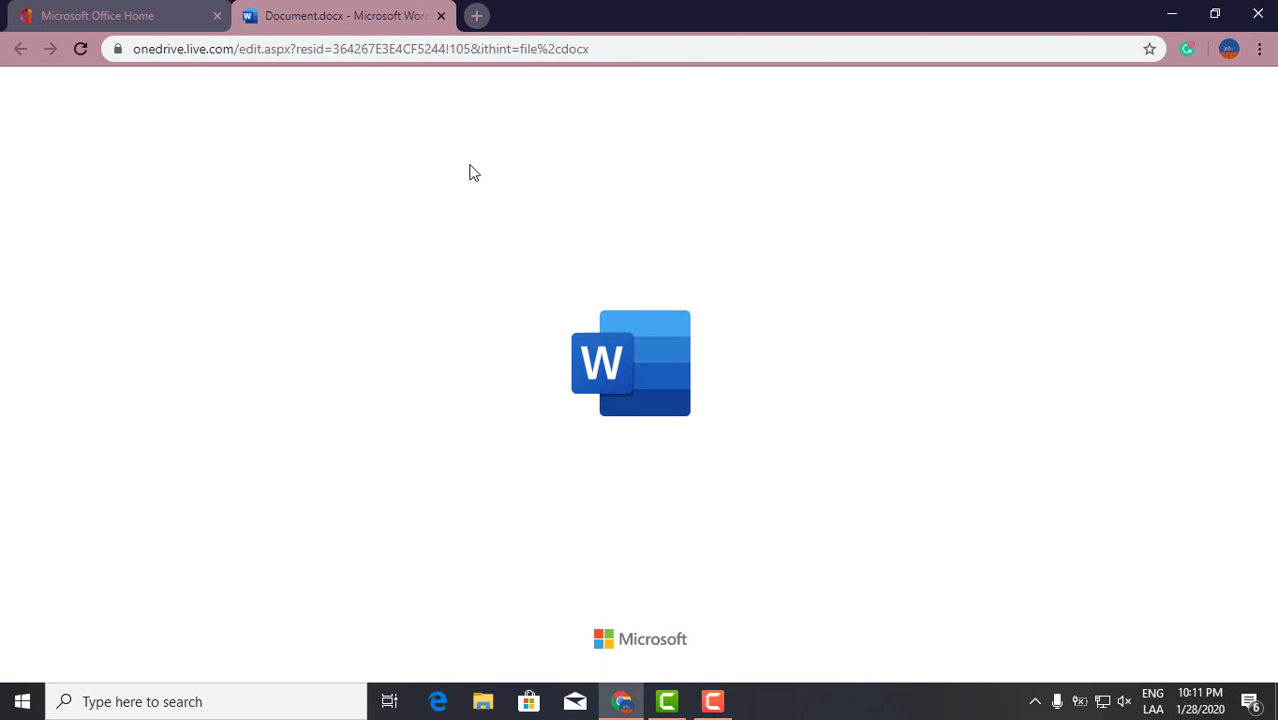 Microsoft Office Home
Document.docx - Microsoft Word
onedrive.live.com/edit.aspx?resid=364267E3E4CF5244!105&ithint=file%2cdocx
W
Microsoft
Type here to search
ENG
LAA
10:11 PM
1/28/2020
6